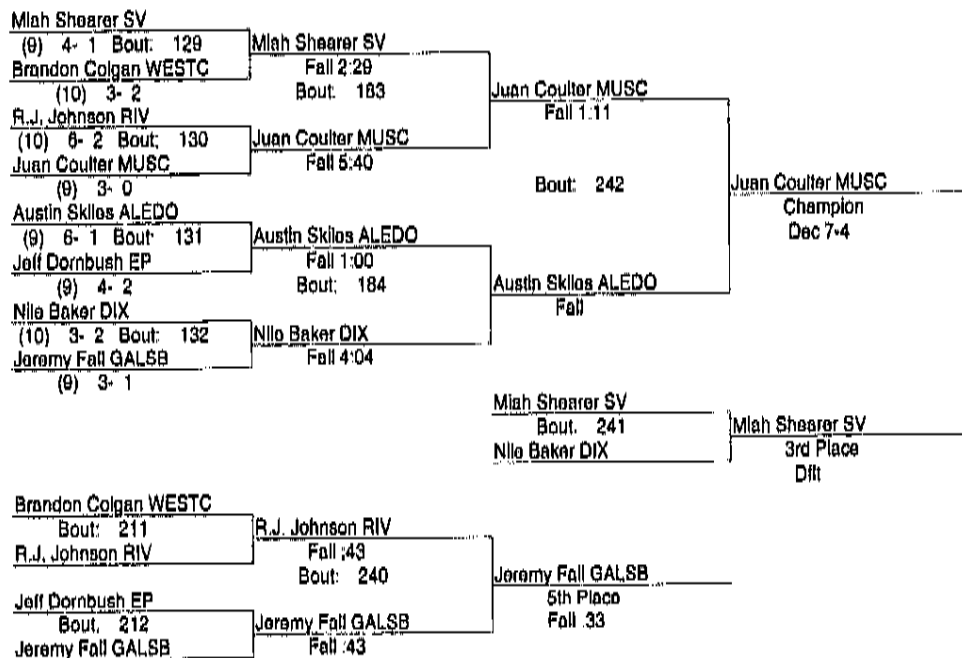 Miah Shearer SV
(9) 4- 1 Bout: 129
Brandon Colgan WESTC
(10) 3- 2
R.J. Johnson RIV
(10) 6- 2 Bout: 130
Juan Coulter MUSC
(9) 3- 0
Austin Skiles ALEDO
(9) 6- 1 Bout: 131
Jeff Dornbush EP
(9) 4- 2
Nile Baker DIX
(10) 3- 2 Bout: 132
Jeremy Fall GALSB
(9) 3- 1
Miah Shearer SV
Fall 2:29
Bout: 183
Juan Coulter MUSC
Fall 5:40
Austin Skiles ALEDO
Fall 1:00
Bout: 184
Nile Baker DIX
Fall 4:04
Juan Coulter MUSC
Fall 1:11
Bout: 242
Austin Skiles ALEDO
Fall
Juan Coulter MUSC
Champion
Dec 7-4
Miah Shearer SV
Bout: 241
Nile Baker DIX
Miah Shearer SV
3rd Place
Dflt
Brandon Colgan WESTC
Bout: 211
R.J. Johnson RIV
Jeff Dornbush EP
Bout: 212
Jeremy Fall GALSB
R.J. Johnson RIV
Fall :43
Bout: 240
Jeremy Fall GALSB
Fall :43
Jeremy Fall GALSB
5th Place
Fall :33